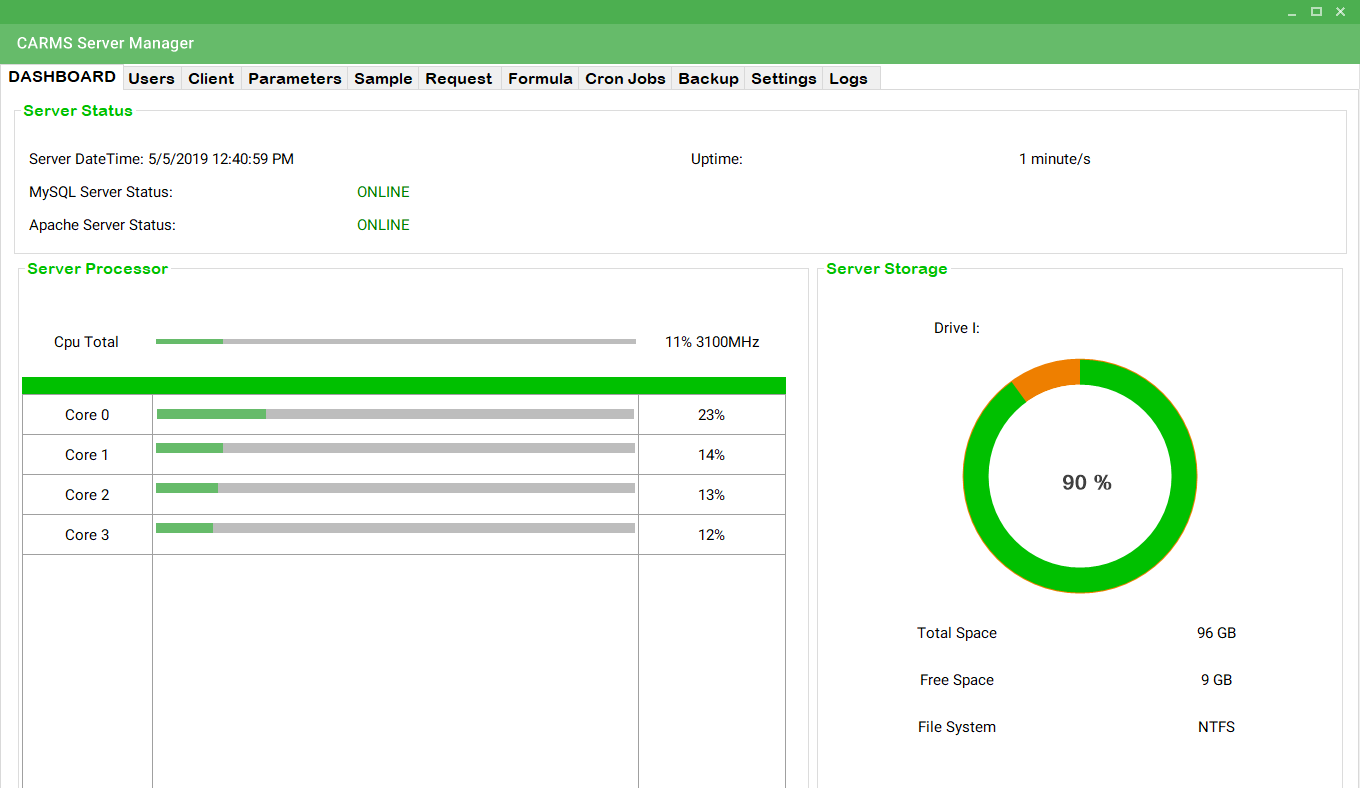 CARMS Server Manager
DASHBOARD Users Client Parameters Sample Request Formula Cron Jobs Backup Settings Logs
Server Status
Server DateTime: 5/5/2019 12:40:59 PM Uptime: 1 minute/s
MySQL Server Status: ONLINE
Apache Server Status: ONLINE
Server Processor
Cpu Total 11% 3100MHz
Core 0 23%
Core 1 14%
Core 2 13%
Core 3 12%
Server Storage
Drive I:
90 %
Total Space 96 GB
Free Space 9 GB
File System NTFS